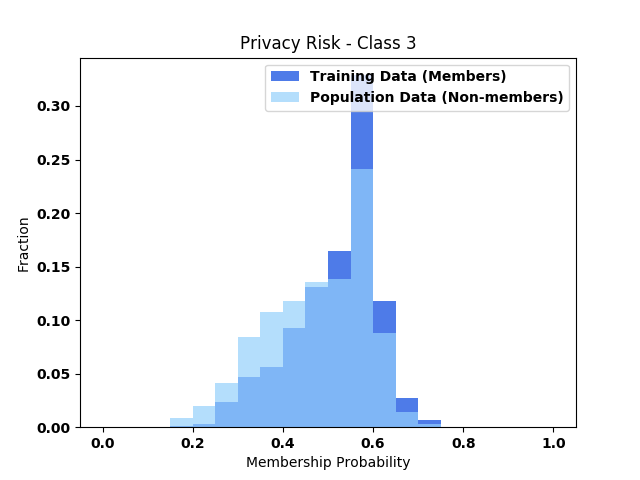 Privacy Risk - Class 3
Training Data (Members)
Population Data (Non-members)
0.30
0.25
0.20
0.15
0.10
0.05
0.00
Fraction
0.0 0.2 0.4 0.6 0.8 1.0
Membership Probability